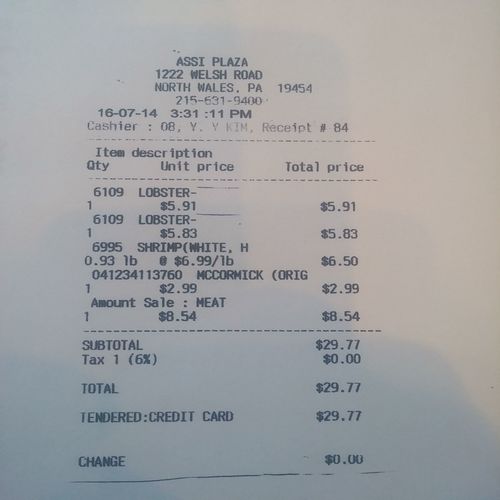 ASSI PLAZA
1222 WELSH ROAD
NORTH WALES, PA 19454
215-631-9400
16-07-14 3:31 :11 PM
Cashier : 08, Y. Y KIM, Receipt # 84
Item description
Qty Unit price Total price
6109 LOBSTER-
1 $5.91 $5.91
6109 LOBSTER-
1 $5.83 $5.83
6995 SHRIMP(WHITE, H
0.93 lb @ $6.99/lb $6.50
041234113760 MCCORMICK (ORIG
1 $2.99 $2.99
Amount Sale : MEAT
1 $8.54 $8.54
SUBTOTAL $29.77
Tax 1 (6%) $0.00
TOTAL $29.77
TENDERED:CREDIT CARD $29.77
CHANGE $0.00